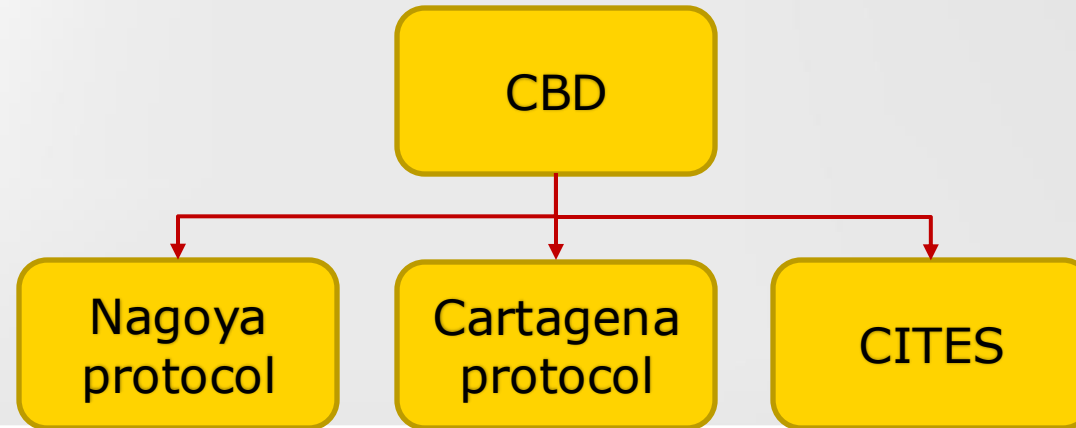 CBD
Nagoya
protocol
Cartagena
protocol
CITES